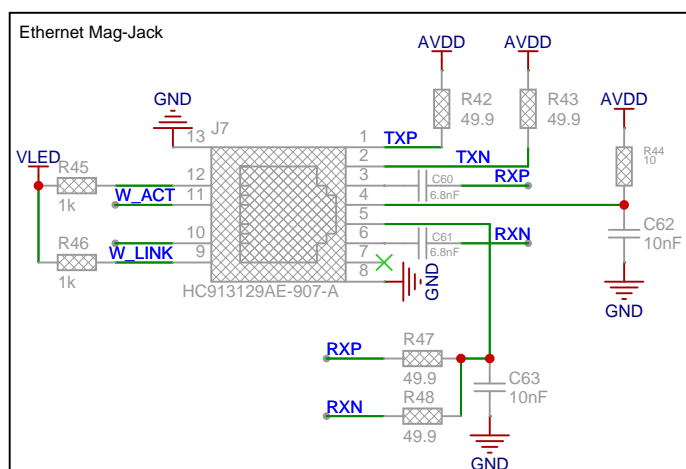 Ethernet Mag-Jack
AVDD
AVDD
R42
49.9
R43
49.9
AVDD
R44
10
GND
J7
13
1
TXP
2
TXN
3
C60
6.8nF
RXP
4
5
6
C61
6.8nF
RXN
7
8
GND
VLED
R45
1k
12
W_ACT
11
10
W_LINK
9
R46
1k
HC913129AE-907-A
C62
10nF
GND
RXP
R47
49.9
RXN
R48
49.9
C63
10nF
GND